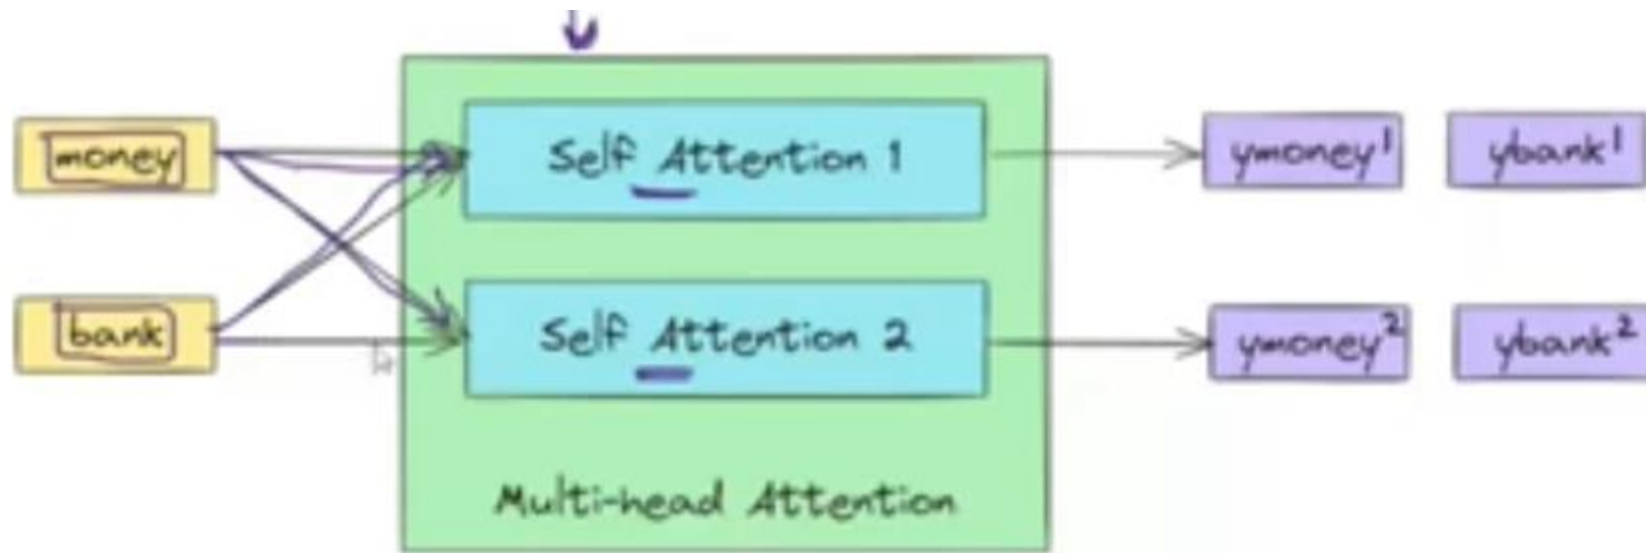 money
Self Attention 1
ymoney¹ ybank¹
bank
Self Attention 2
ymoney² ybank²
Multi-head Attention